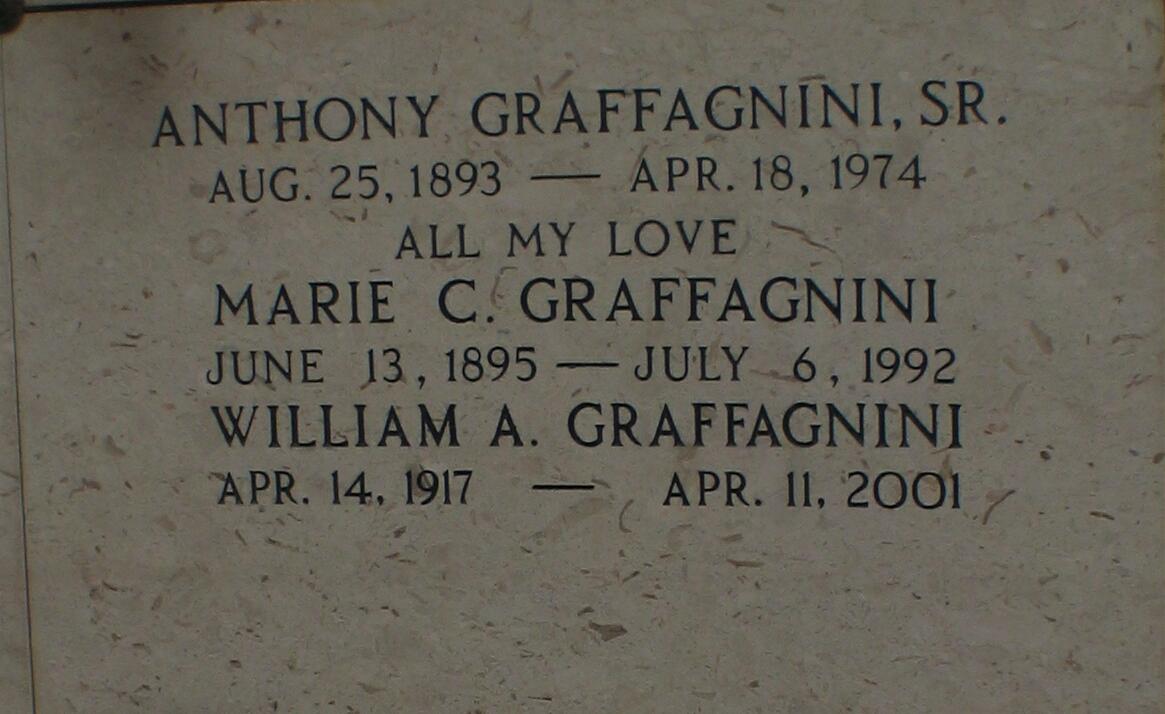 ANTHONY GRAFFAGNINI, SR.
AUG. 25, 1893 — APR. 18, 1974
ALL MY LOVE
MARIE C. GRAFFAGNINI
JUNE 13, 1895 — JULY 6, 1992
WILLIAM A. GRAFFAGNINI
APR. 14, 1917 — APR. 11, 2001